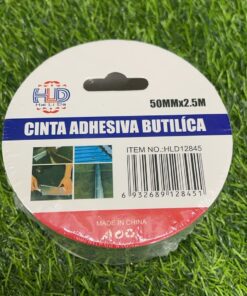 HLD
50MMx2.5M
CINTA ADHESIVA BUTILÍCA
ITEM NO.:HLD12845
6 932689 128451
MADE IN CHINA